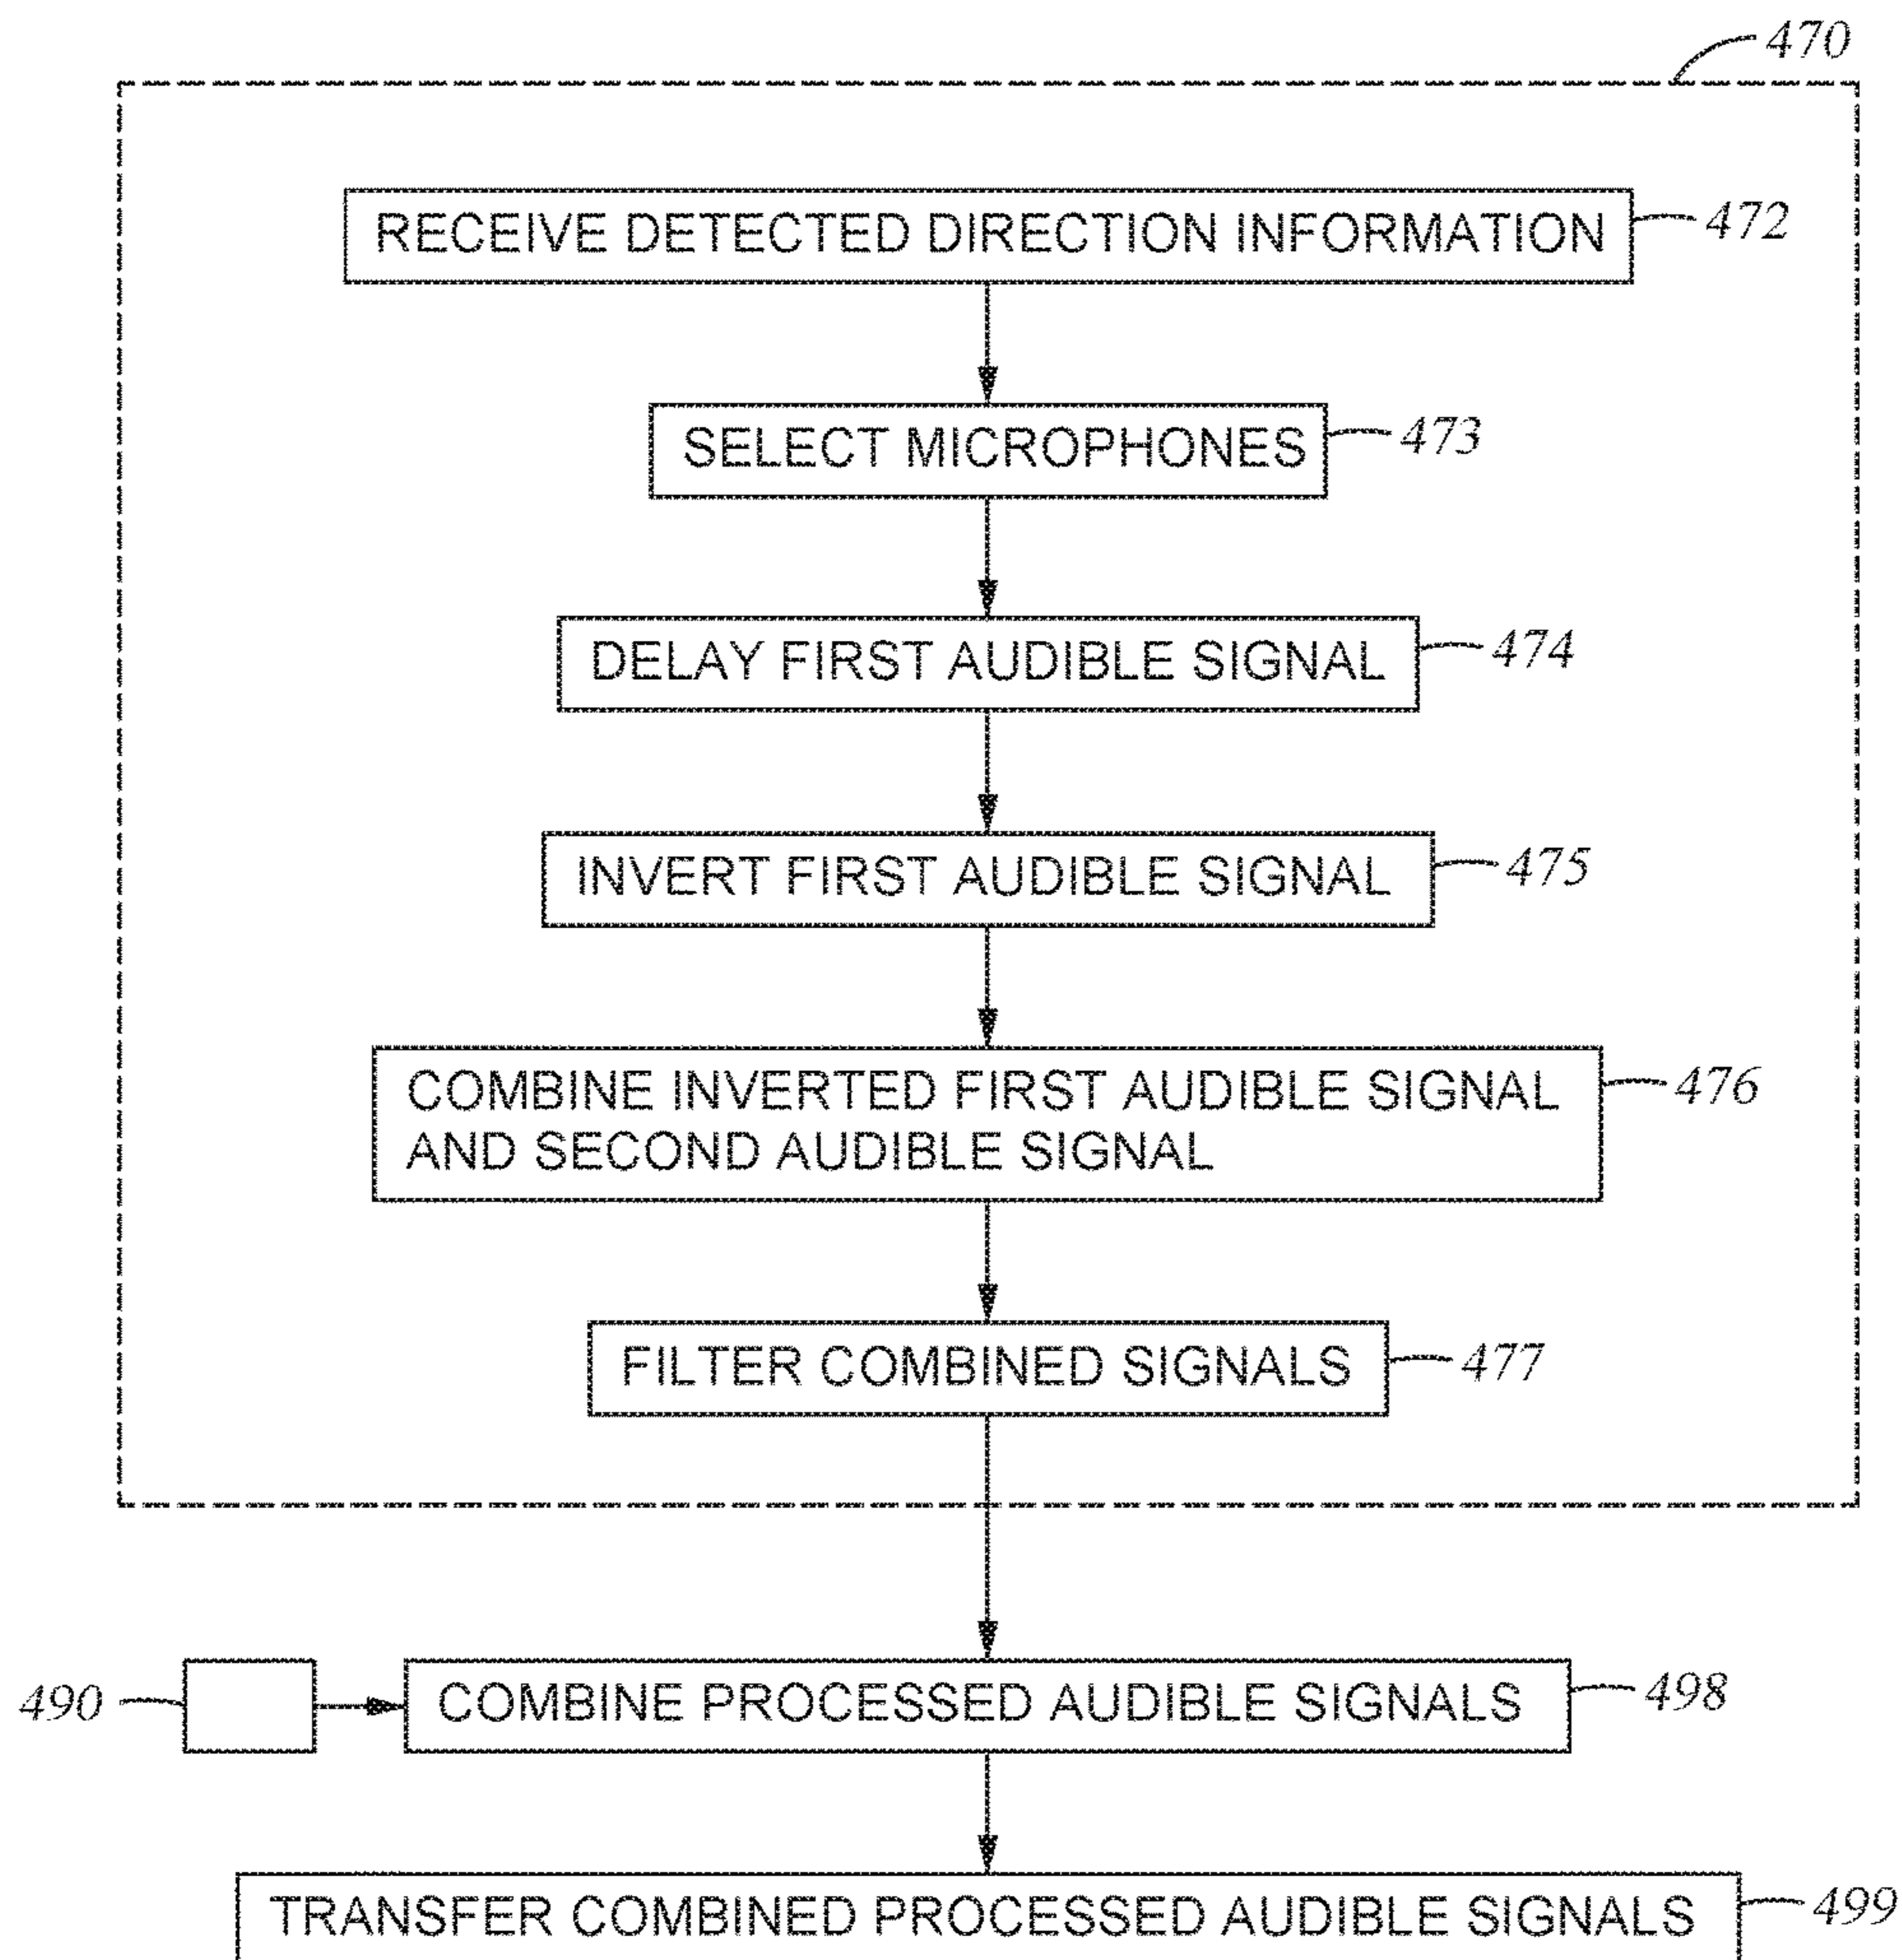 470
RECEIVE DETECTED DIRECTION INFORMATION
472
SELECT MICROPHONES
473
DELAY FIRST AUDIBLE SIGNAL
474
INVERT FIRST AUDIBLE SIGNAL
475
COMBINE INVERTED FIRST AUDIBLE SIGNAL
AND SECOND AUDIBLE SIGNAL
476
FILTER COMBINED SIGNALS
477
490
COMBINE PROCESSED AUDIBLE SIGNALS
498
TRANSFER COMBINED PROCESSED AUDIBLE SIGNALS
499